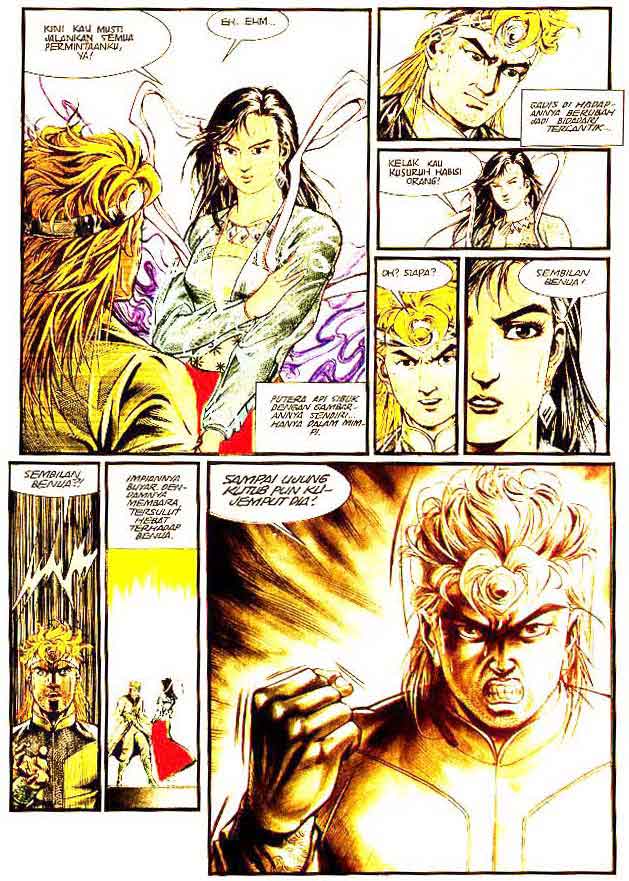 KINI KAU MUSTI
JALANKAN SEMUA
PERMINTAANKU,
YA!
EH, EHM...
GADIS DI HADAP-
ANNYA BERUBAH
JADI BIDADARI
TERCANTIK...
KELAK KAU
KUSURUH HABISI
ORANG!
OH? SIAPA?
SEMBILAN
BENUA!
PUTERA API SIBUK
DENGAN GAMBAR-
ANNYA SENDIRI...
HANYA DALAM MIM-
PI.
SEMBILAN
BENUA?!
IMPIANNYA
BUYAR, DEN-
DAMNYA
MEMBARA,
TERSULUT
HEBAT
TERHADAP
BENUA.
SAMPAI UJUNG
KUTUB PUN KU-
JEMPUT DIA!